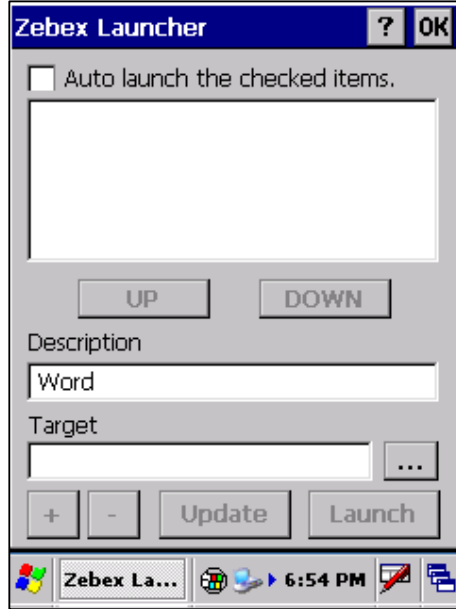 Zebex Launcher ? OK
Auto launch the checked items.
UP DOWN
Description
Word
Target
...
+ - Update Launch
Zebex La... 6:54 PM